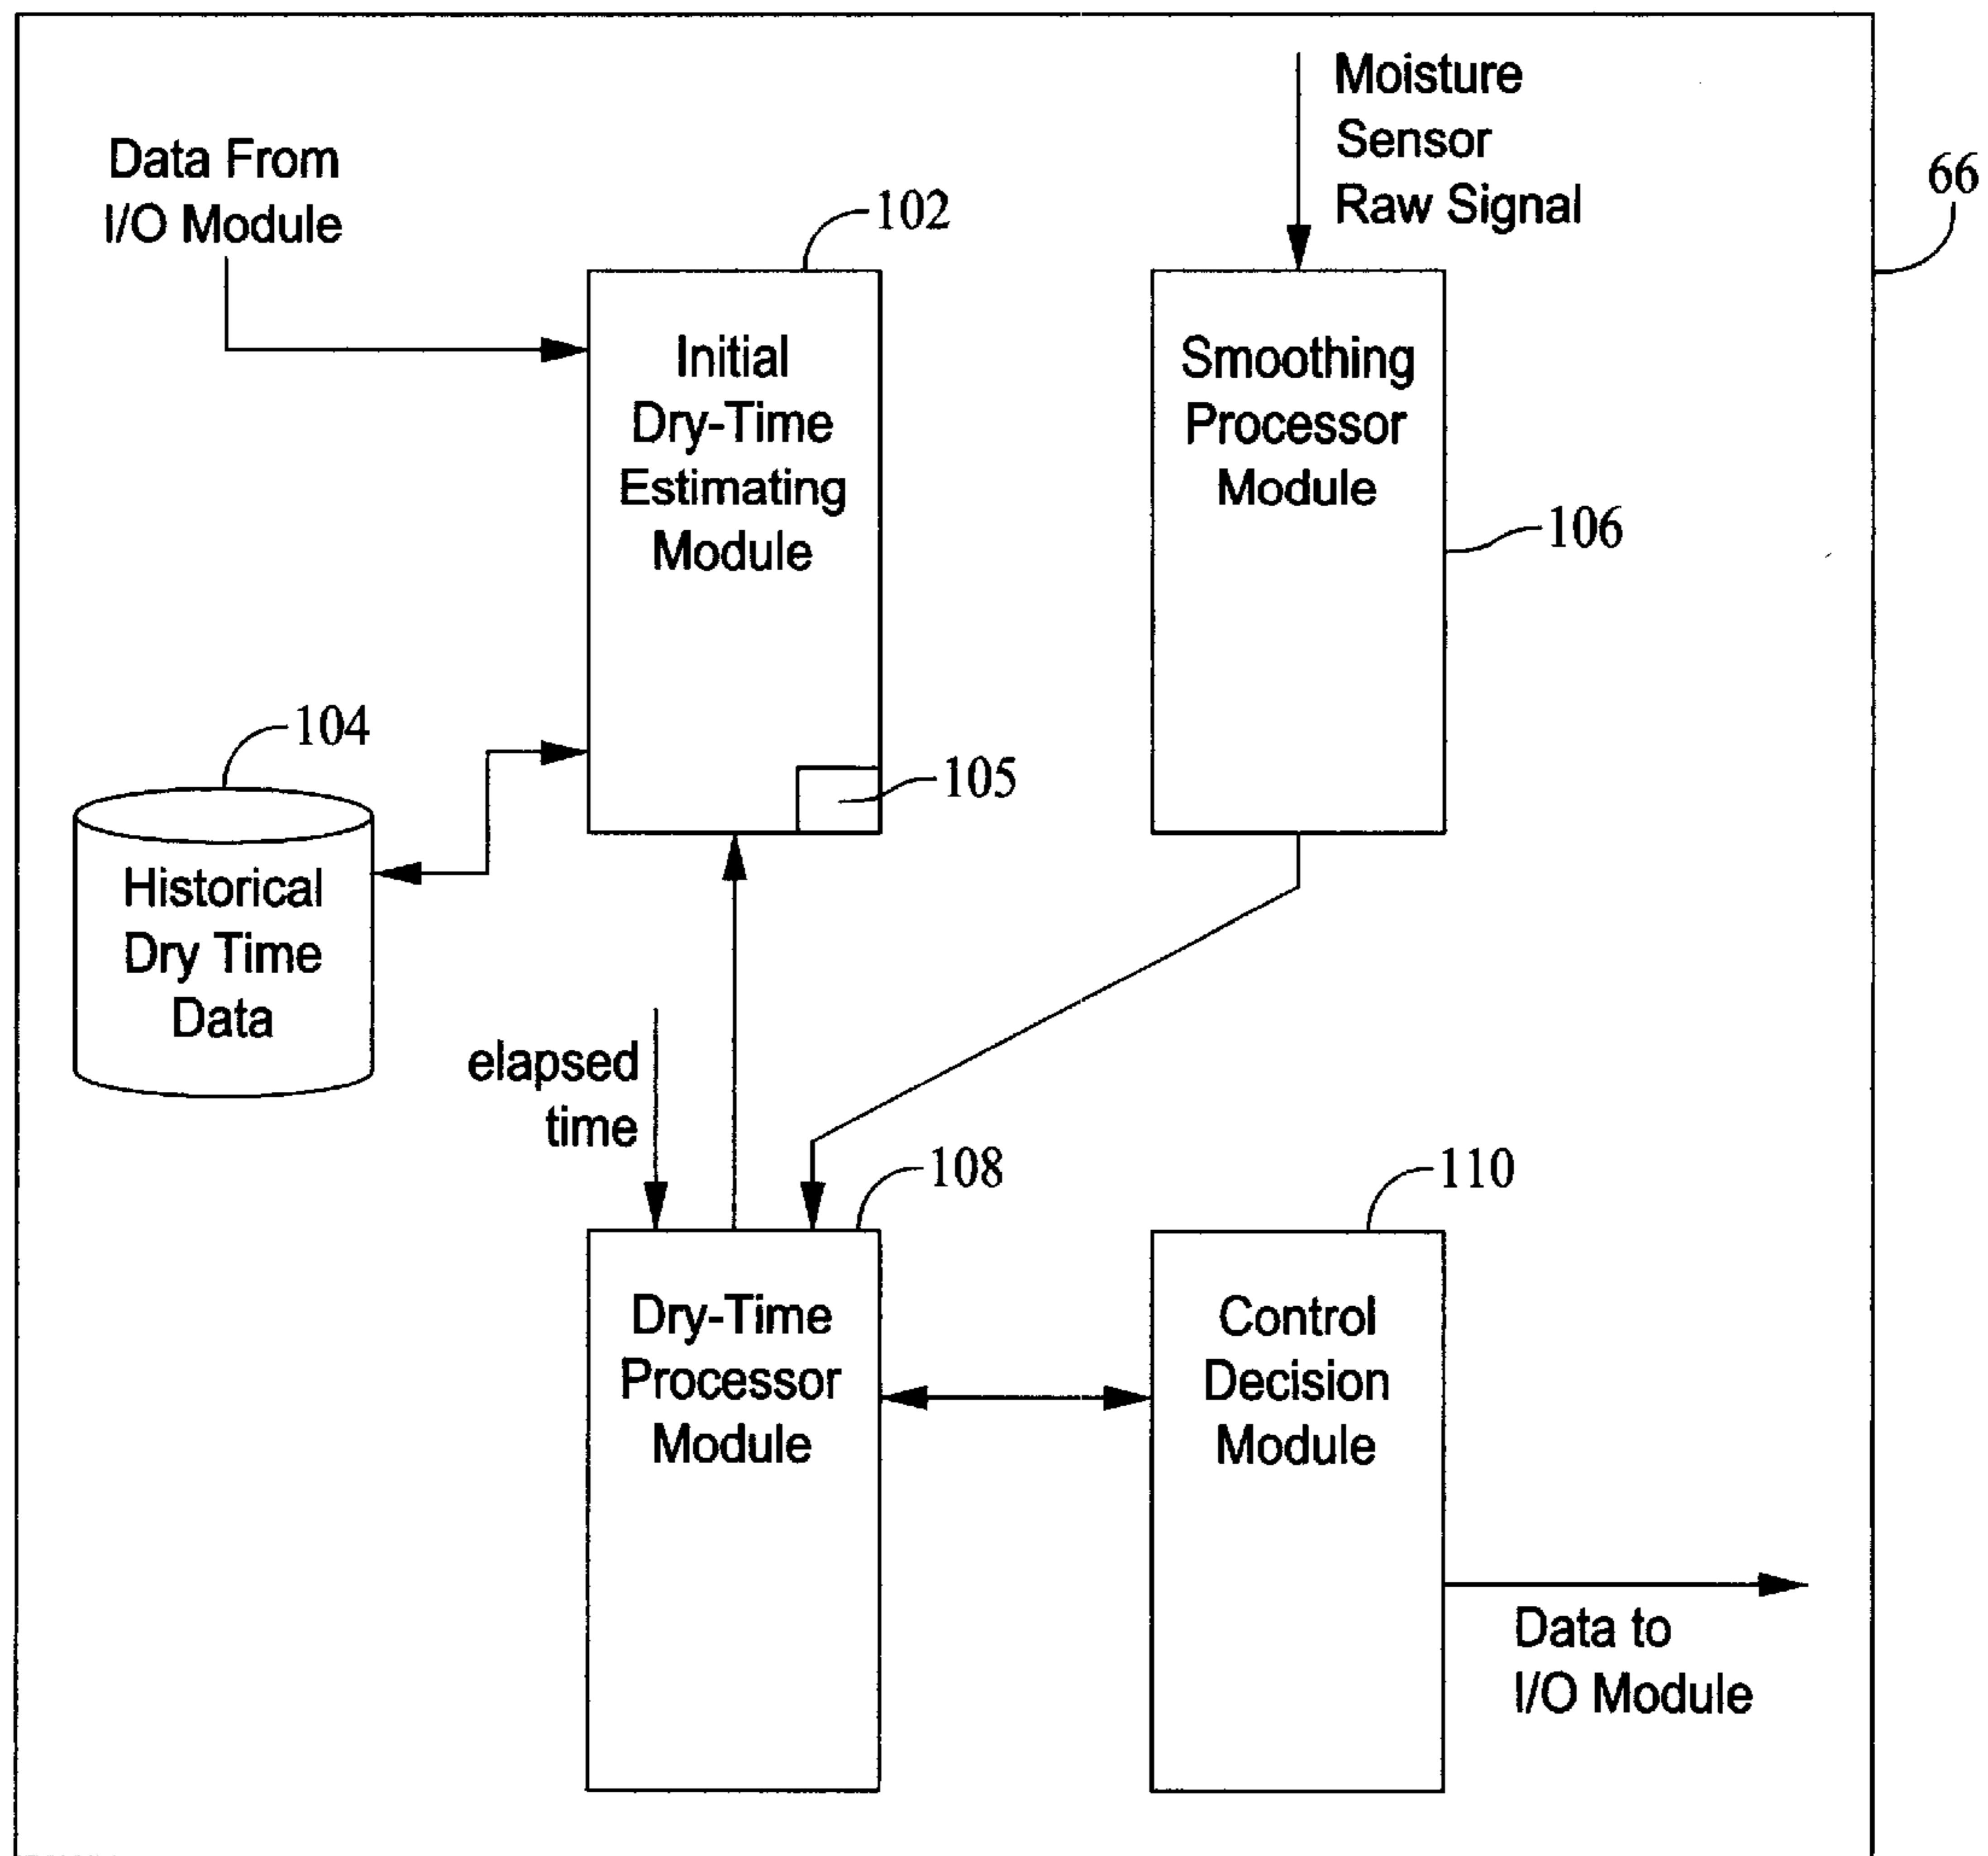 Data From
I/O Module
102
Moisture
Sensor
Raw Signal
66
Initial
Dry-Time
Estimating
Module
Smoothing
Processor
Module
106
104
105
Historical
Dry Time
Data
elapsed
time
108
110
Dry-Time
Processor
Module
Control
Decision
Module
Data to
I/O Module